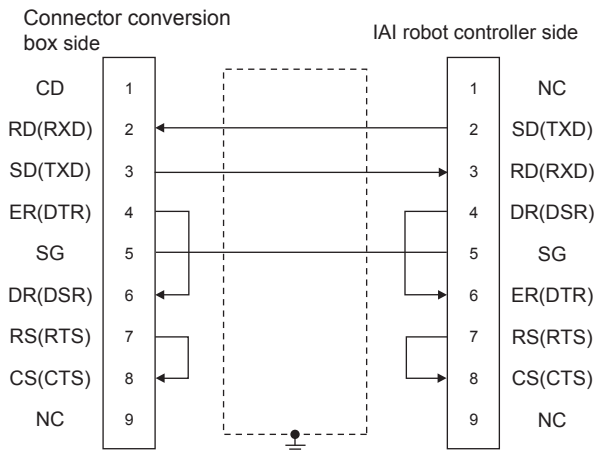 Connector conversion
box side
IAI robot controller side
CD 1 1 NC
RD(RXD) 2 2 SD(TXD)
SD(TXD) 3 3 RD(RXD)
ER(DTR) 4 4 DR(DSR)
SG 5 5 SG
DR(DSR) 6 6 ER(DTR)
RS(RTS) 7 7 RS(RTS)
CS(CTS) 8 8 CS(CTS)
NC 9 9 NC